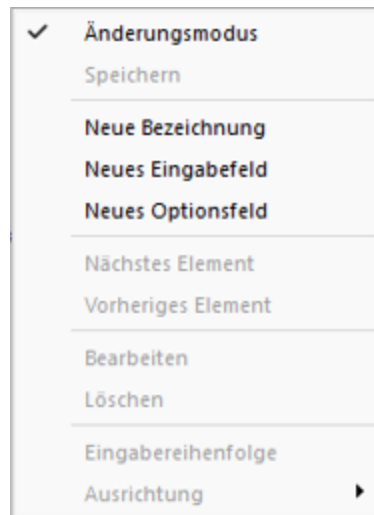 Änderungsmodus
Speichern
Neue Bezeichnung
Neues Eingabefeld
Neues Optionsfeld
Nächstes Element
Vorheriges Element
Bearbeiten
Löschen
Eingabereihenfolge
Ausrichtung